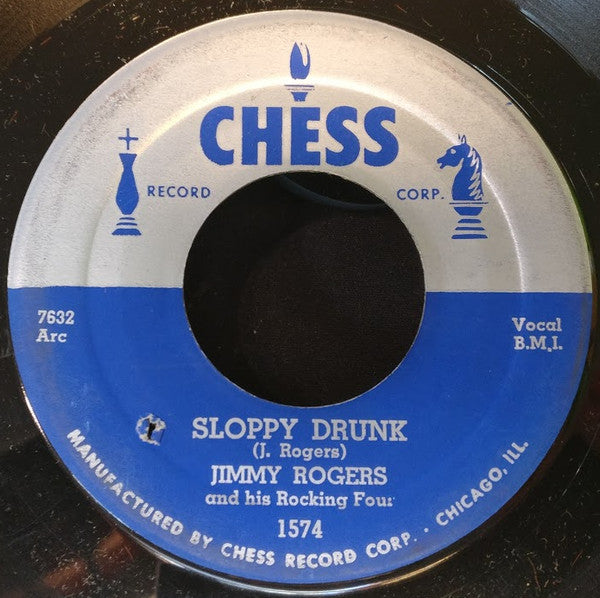 CHESS
RECORD CORP.
7632
Arc
Vocal
B.M.I.
SLOPPY DRUNK
(J. Rogers)
JIMMY ROGERS
and his Rocking Four
1574
MANUFACTURED BY CHESS RECORD CORP. · CHICAGO, ILL.